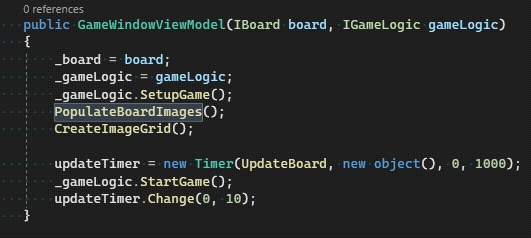 0 references
public GameWindowViewModel(IBoard board, IGameLogic gameLogic)
{
_board = board;
_gameLogic = gameLogic;
_gameLogic.SetupGame();
PopulateBoardImages();
CreateImageGrid();
updateTimer = new Timer(UpdateBoard, new object(), 0, 1000);
_gameLogic.StartGame();
updateTimer.Change(0, 10);
}